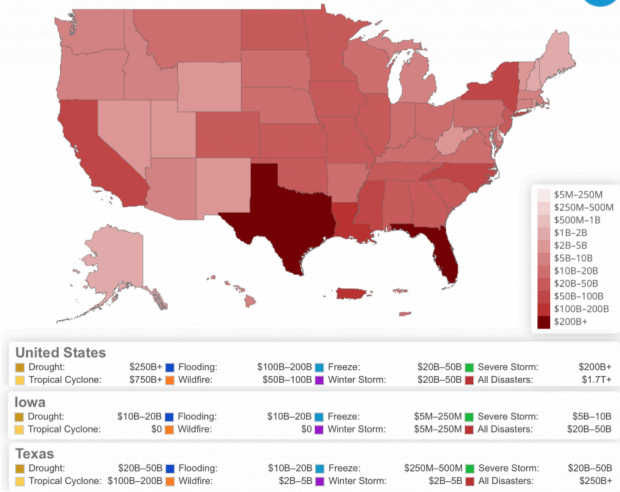 $5M–250M
$250M–500M
$500M–1B
$1B–2B
$2B–5B
$5B–10B
$10B–20B
$20B–50B
$50B–100B
$100B–200B
$200B+
United States
Drought: $250B+ Flooding: $100B–200B Freeze: $20B–50B Severe Storm: $200B+
Tropical Cyclone: $750B+ Wildfire: $50B–100B Winter Storm: $20B–50B All Disasters: $1.7T+
Iowa
Drought: $10B–20B Flooding: $10B–20B Freeze: $5M–250M Severe Storm: $5B–10B
Tropical Cyclone: $0 Wildfire: $0 Winter Storm: $5M–250M All Disasters: $20B–50B
Texas
Drought: $20B–50B Flooding: $10B–20B Freeze: $250M–500M Severe Storm: $20B–50B
Tropical Cyclone: $100B–200B Wildfire: $2B–5B Winter Storm: $2B–5B All Disasters: $250B+